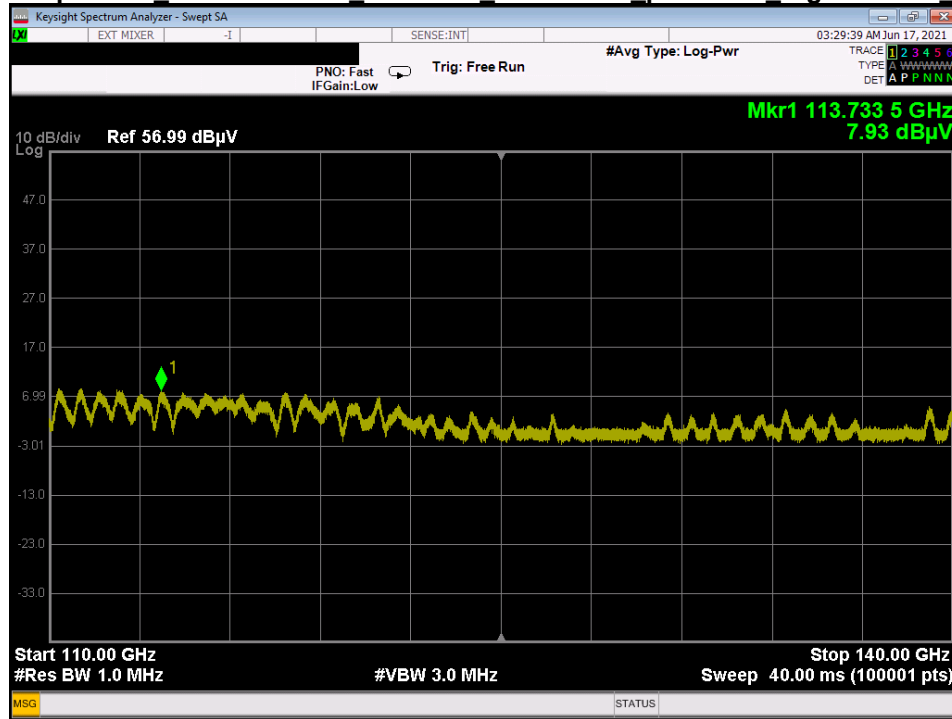 Keysight Spectrum Analyzer - Swept SA
LXI EXT MIXER -I SENSE:INT 03:29:39 AM Jun 17, 2021
#Avg Type: Log-Pwr TRACE 1 2 3 4 5 6
PNO: Fast Trig: Free Run TYPE A WWWWW
IFGain:Low DET A P P N N N
Mkr1 113.733 5 GHz
10 dB/div Ref 56.99 dBµV 7.93 dBµV
Log
47.0
37.0
27.0
17.0
1
6.99
-3.01
-13.0
-23.0
-33.0
Start 110.00 GHz Stop 140.00 GHz
#Res BW 1.0 MHz #VBW 3.0 MHz Sweep 40.00 ms (100001 pts)
MSG STATUS